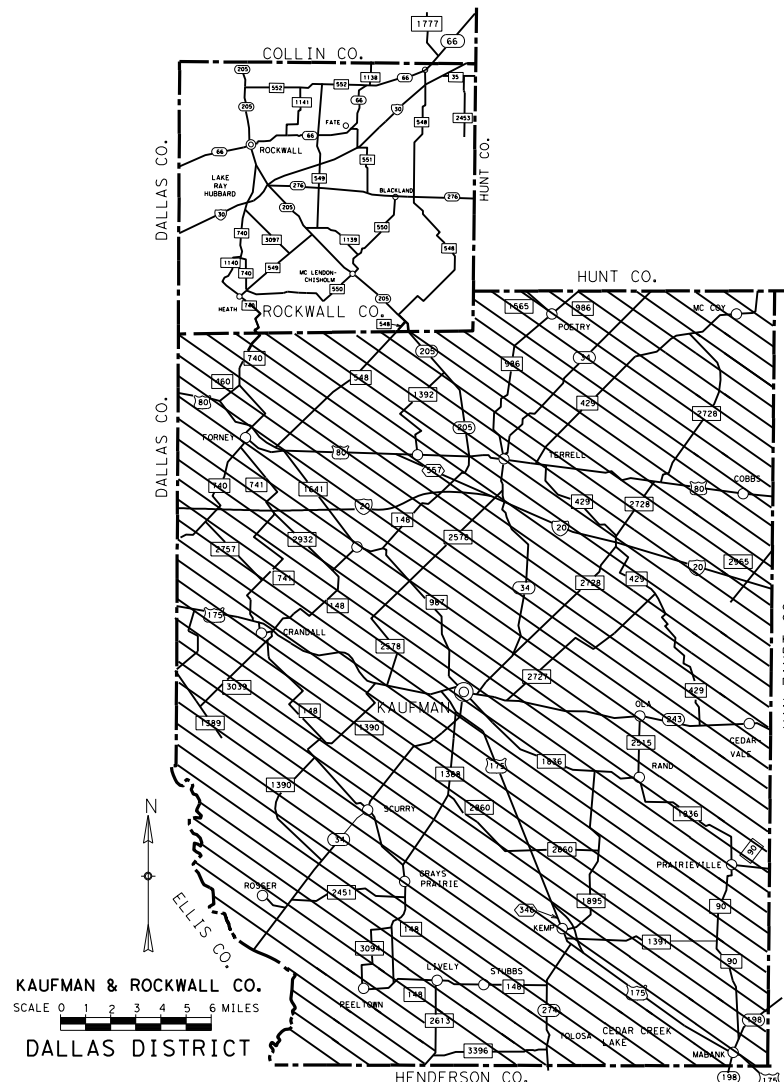 1777
66
COLLIN CO.
205
552
552
1138
66
35
1141
205
66
30
2453
FATE
548
66
66
ROCKWALL
551
HUNT CO.
DALLAS CO.
LAKE
RAY
HUBBARD
549
276
BLACKLAND
276
205
30
740
550
3097
1139
548
1140
549
740
MC LENDON-
CHISHOLM
550
HEATH
740
205
ROCKWALL CO.
548
HUNT CO.
1565
986
MC COY
POETRY
205
34
740
986
548
460
1392
429
80
2728
DALLAS CO.
205
FORNEY
80
557
TERRELL
740
741
1641
80
COBBS
429
2728
20
148
20
2932
2578
2757
2965
20
741
429
34
2728
148
987
175
CRANDALL
2578
3039
2727
429
KAUFMAN
OLA
148
243
1389
1390
2515
CEDAR-
VALE
175
1836
RAND
1388
1390
2860
SCURRY
1836
N
34
2860
90
PRAIRIEVILLE
GRAYS
PRAIRIE
ROSSER
2451
1895
90
346
ELLIS CO.
148
KEMP
1391
3094
90
LIVELY
STUBBS
KAUFMAN & ROCKWALL CO.
PEELTOWN
148
148
175
SCALE 0 1 2 3 4 5 6 MILES
274
2613
198
DALLAS DISTRICT
TOLOSA
CEDAR CREEK
LAKE
3396
MABANK
HENDERSON CO.
198
175